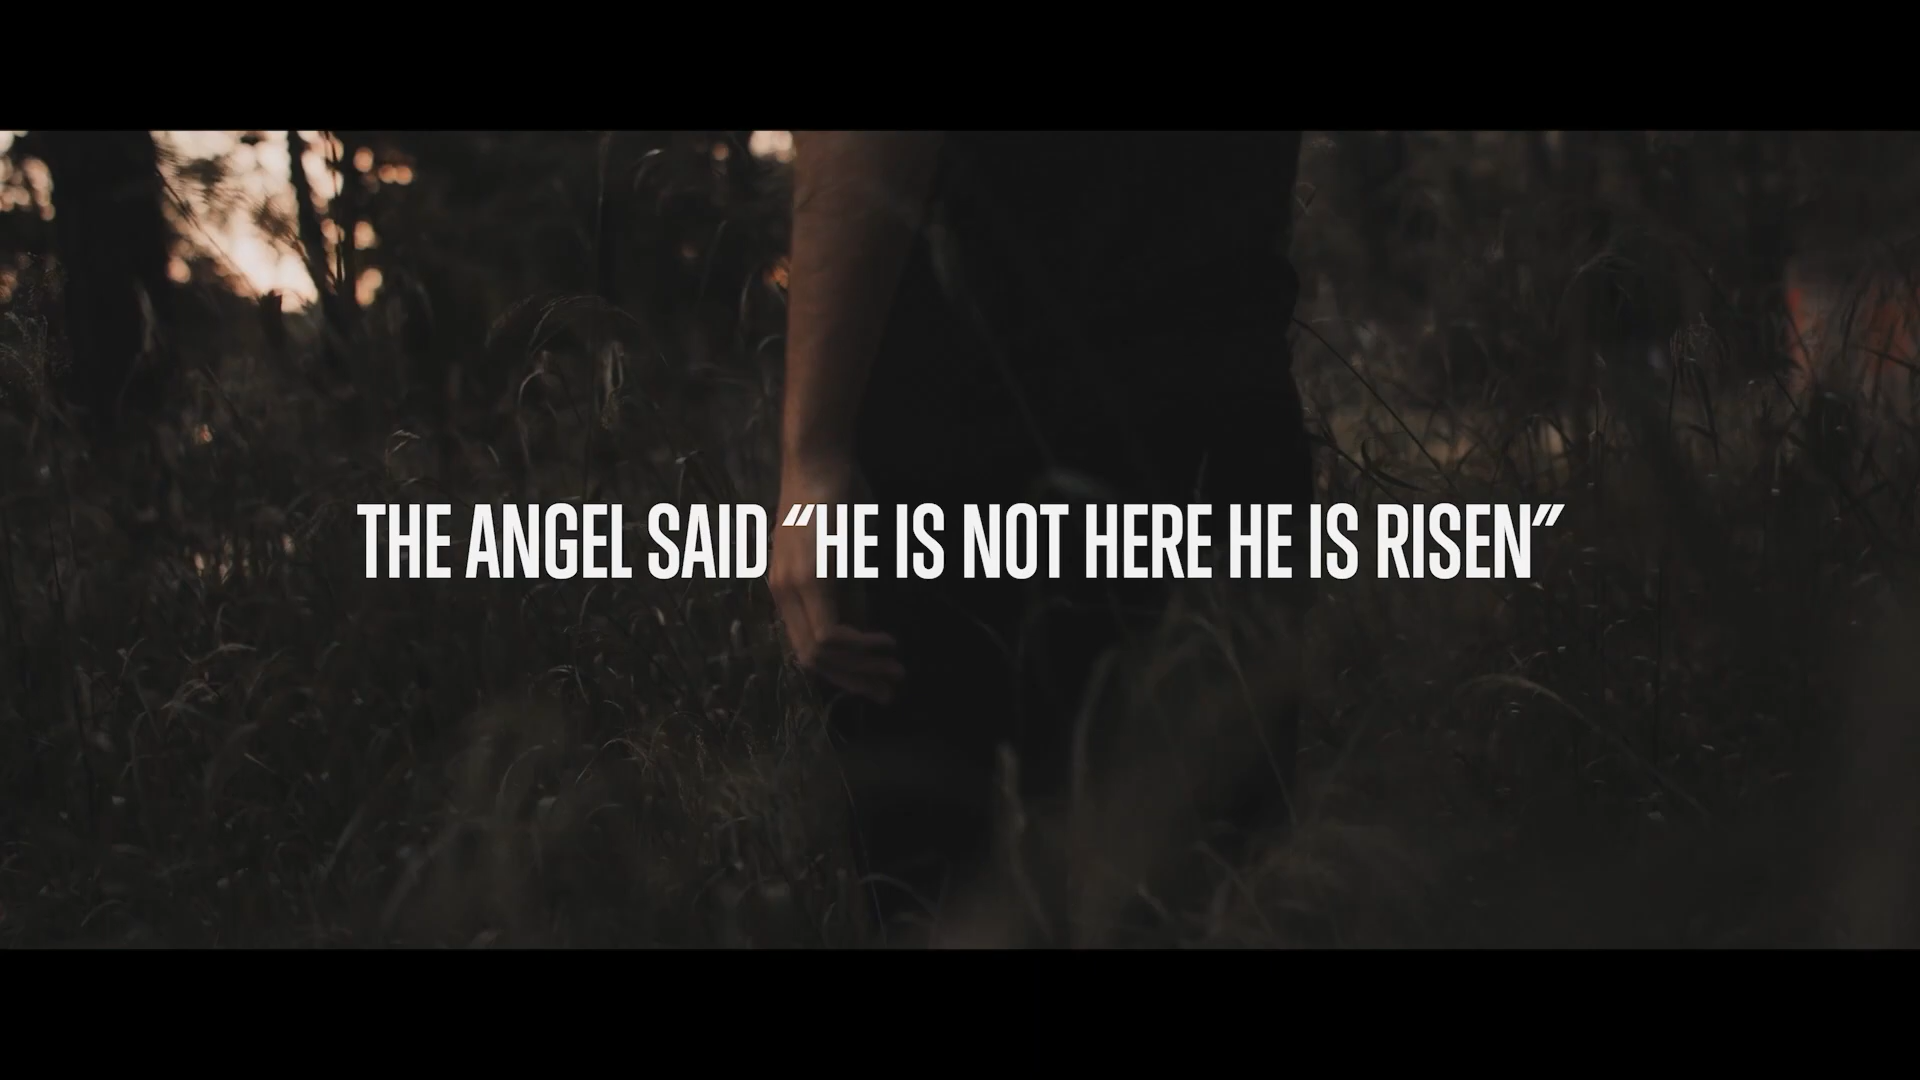 THE ANGEL SAID “HE IS NOT HERE HE IS RISEN”